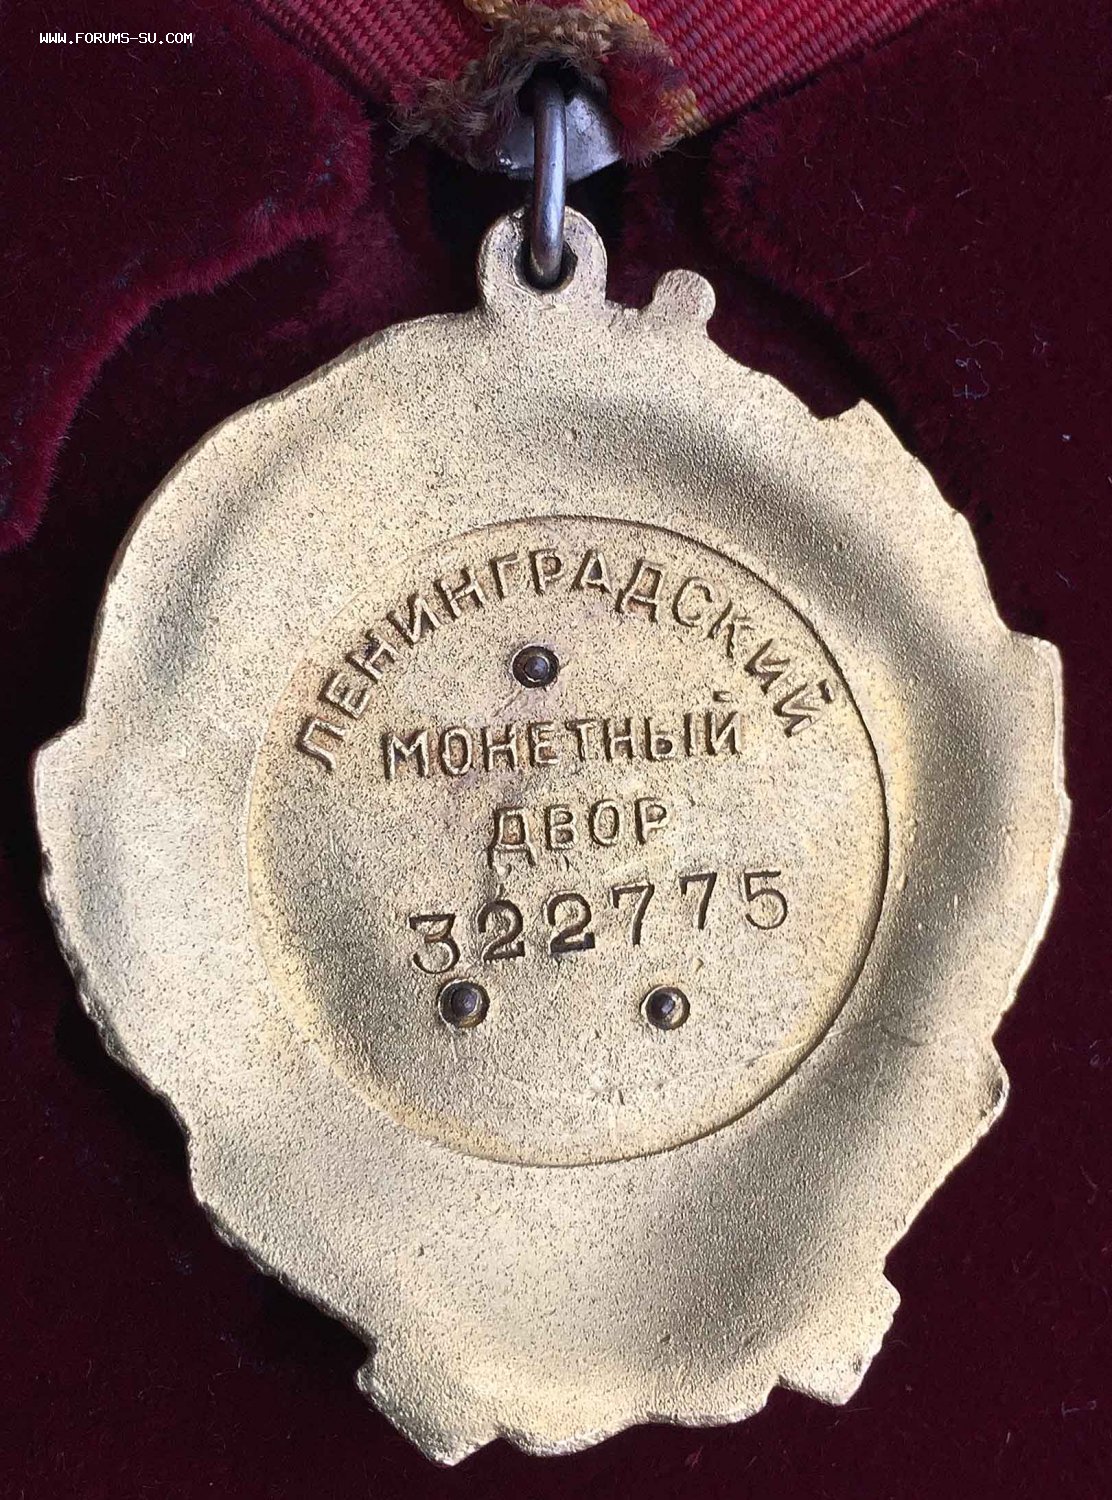 WWW.FORUMS-SU.COM
ЛЕНИНГРАДСКИЙ
МОНЕТНЫЙ
ДВОР
322775